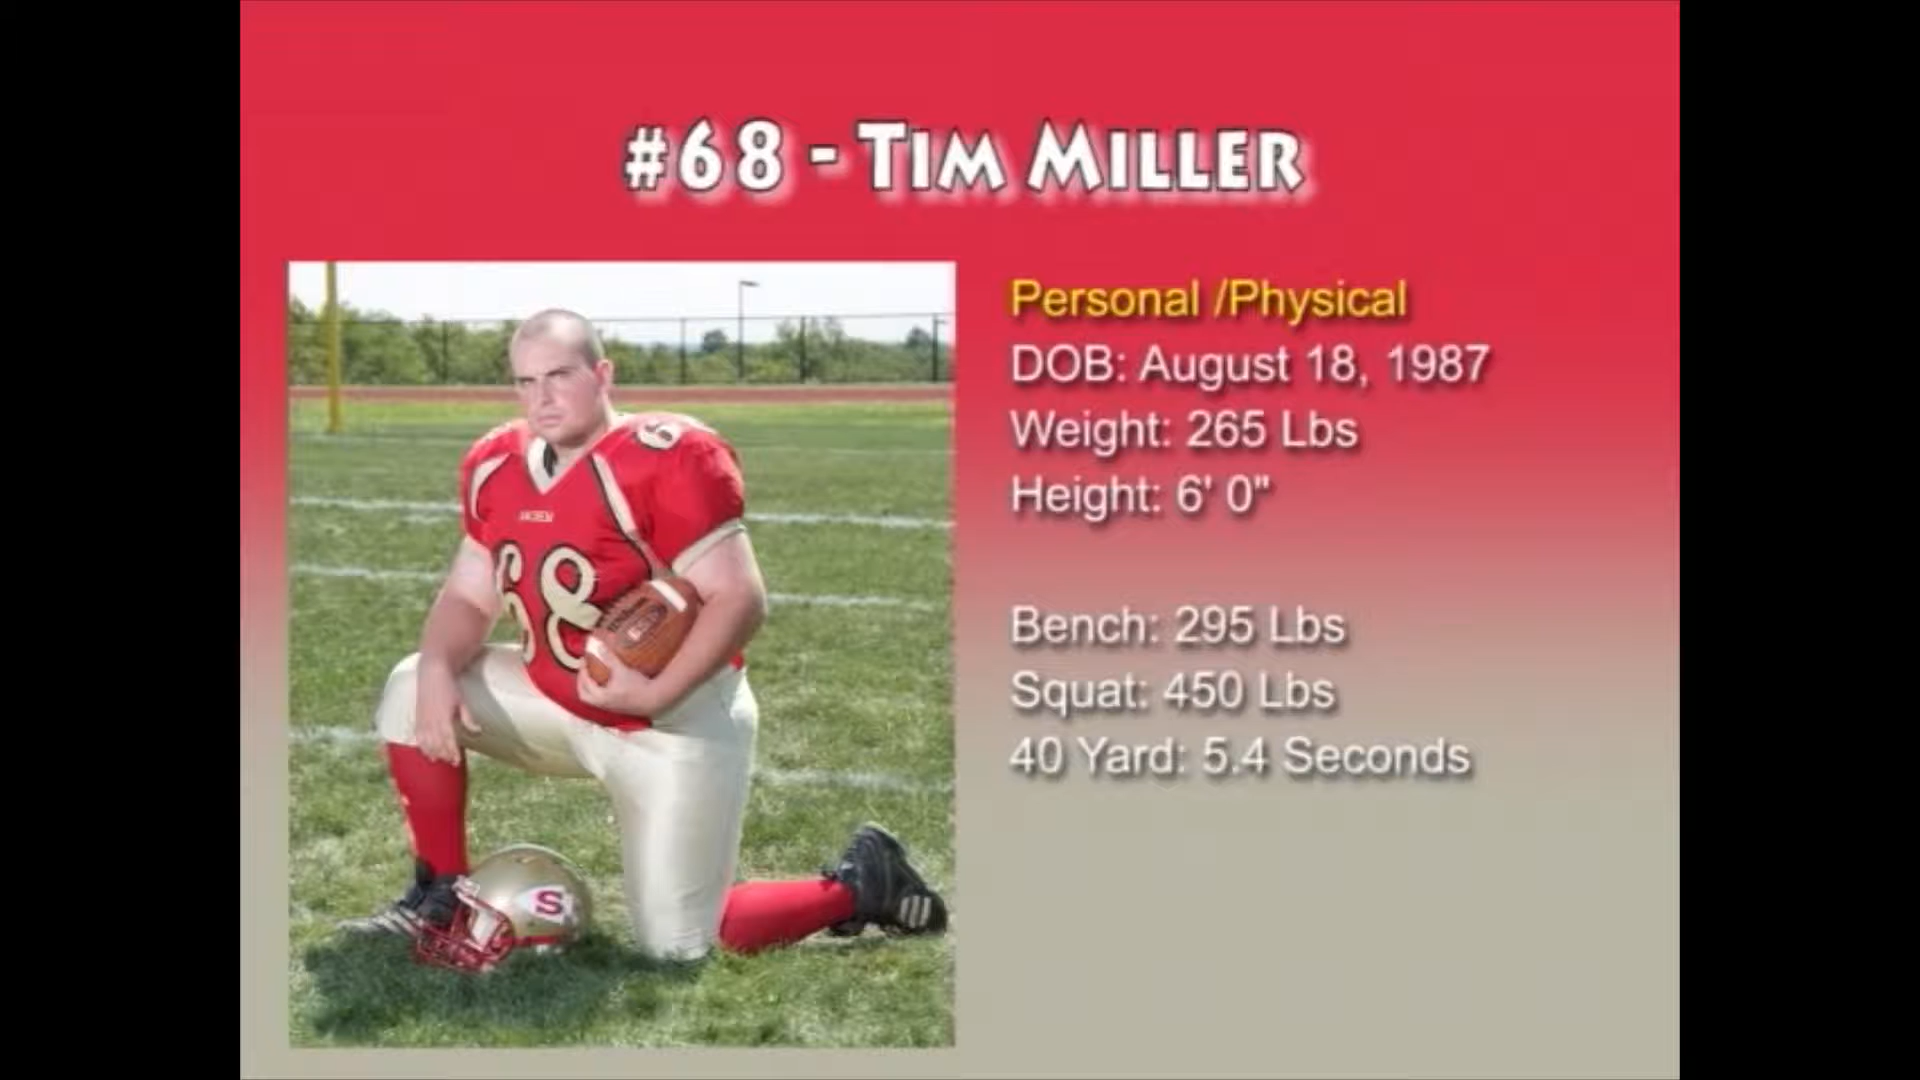 #68 - TIM MILLER
Personal /Physical
DOB: August 18, 1987
Weight: 265 Lbs
Height: 6' 0"
Bench: 295 Lbs
Squat: 450 Lbs
40 Yard: 5.4 Seconds
68
S